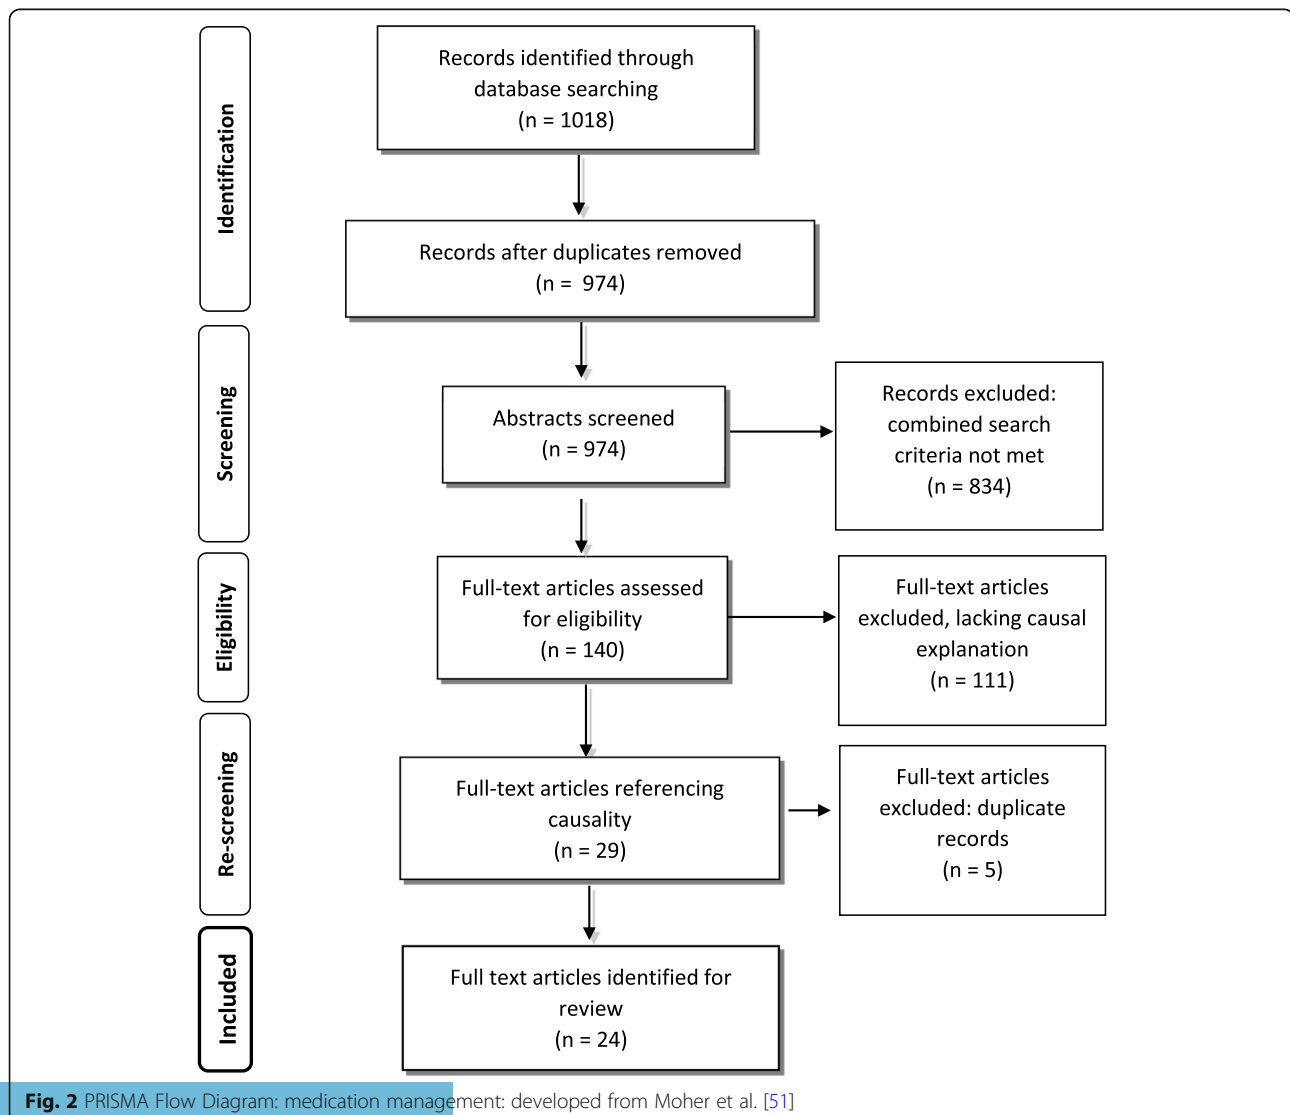 Identification
Records identified through
database searching
(n = 1018)
Records after duplicates removed
(n = 974)
Screening
Abstracts screened
(n = 974)
Records excluded:
combined search
criteria not met
(n = 834)
Eligibility
Full-text articles assessed
for eligibility
(n = 140)
Full-text articles
excluded, lacking causal
explanation
(n = 111)
Re-screening
Full-text articles referencing
causality
(n = 29)
Full-text articles
excluded: duplicate
records
(n = 5)
Included
Full text articles identified for
review
(n = 24)
Fig. 2 PRISMA Flow Diagram: medication management: developed from Moher et al. [51]